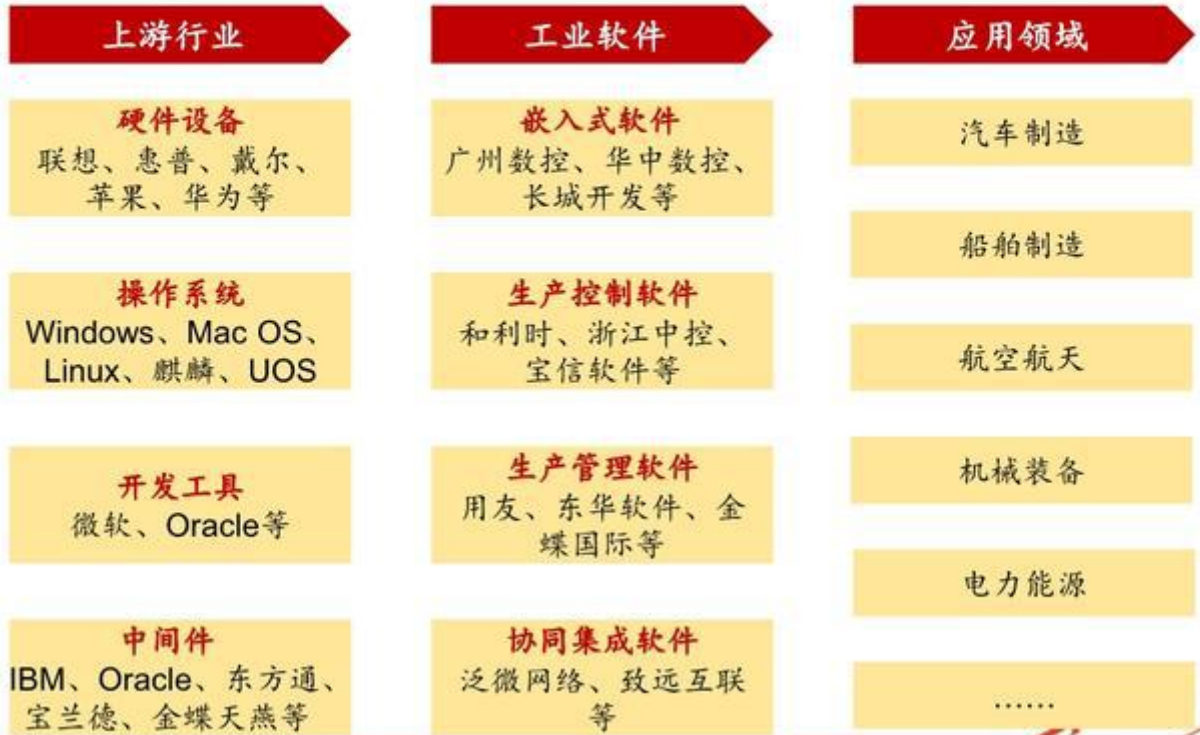 上游行业
硬件设备
联想、惠普、戴尔、
苹果、华为等
操作系统
Windows、Mac OS、
Linux、麒麟、UOS
开发工具
微软、Oracle等
中间件
IBM、Oracle、东方通、
宝兰德、金蝶天燕等
工业软件
嵌入式软件
广州数控、华中数控、
长城开发等
生产控制软件
和利时、浙江中控、
宝信软件等
生产管理软件
用友、东华软件、金
蝶国际等
协同集成软件
泛微网络、致远互联
等
应用领域
汽车制造
船舶制造
航空航天
机械装备
电力能源
……